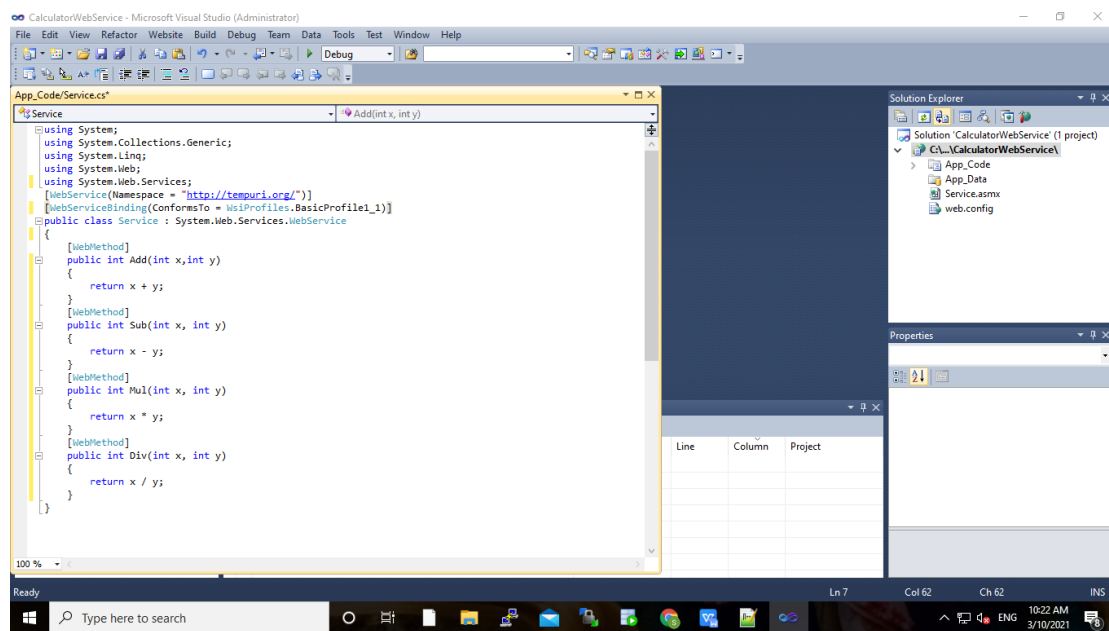 CalculatorWebService - Microsoft Visual Studio (Administrator)
File Edit View Refactor Website Build Debug Team Data Tools Test Window Help
Debug
App_Code/Service.cs*
Service
Add(int x, int y)
using System;
using System.Collections.Generic;
using System.Linq;
using System.Web;
using System.Web.Services;
[WebService(Namespace = "http://tempuri.org/")]
[WebServiceBinding(ConformsTo = WsiProfiles.BasicProfile1_1)]
public class Service : System.Web.Services.WebService
{
[WebMethod]
public int Add(int x,int y)
{
return x + y;
}
[WebMethod]
public int Sub(int x, int y)
{
return x - y;
}
[WebMethod]
public int Mul(int x, int y)
{
return x * y;
}
[WebMethod]
public int Div(int x, int y)
{
return x / y;
}
}
100 %
Solution Explorer
Solution 'CalculatorWebService' (1 project)
C:\...\CalculatorWebService\
App_Code
App_Data
Service.asmx
web.config
Properties
Line Column Project
Ready
Ln 7 Col 62 Ch 62 INS
Type here to search
ENG
10:22 AM
3/10/2021
8